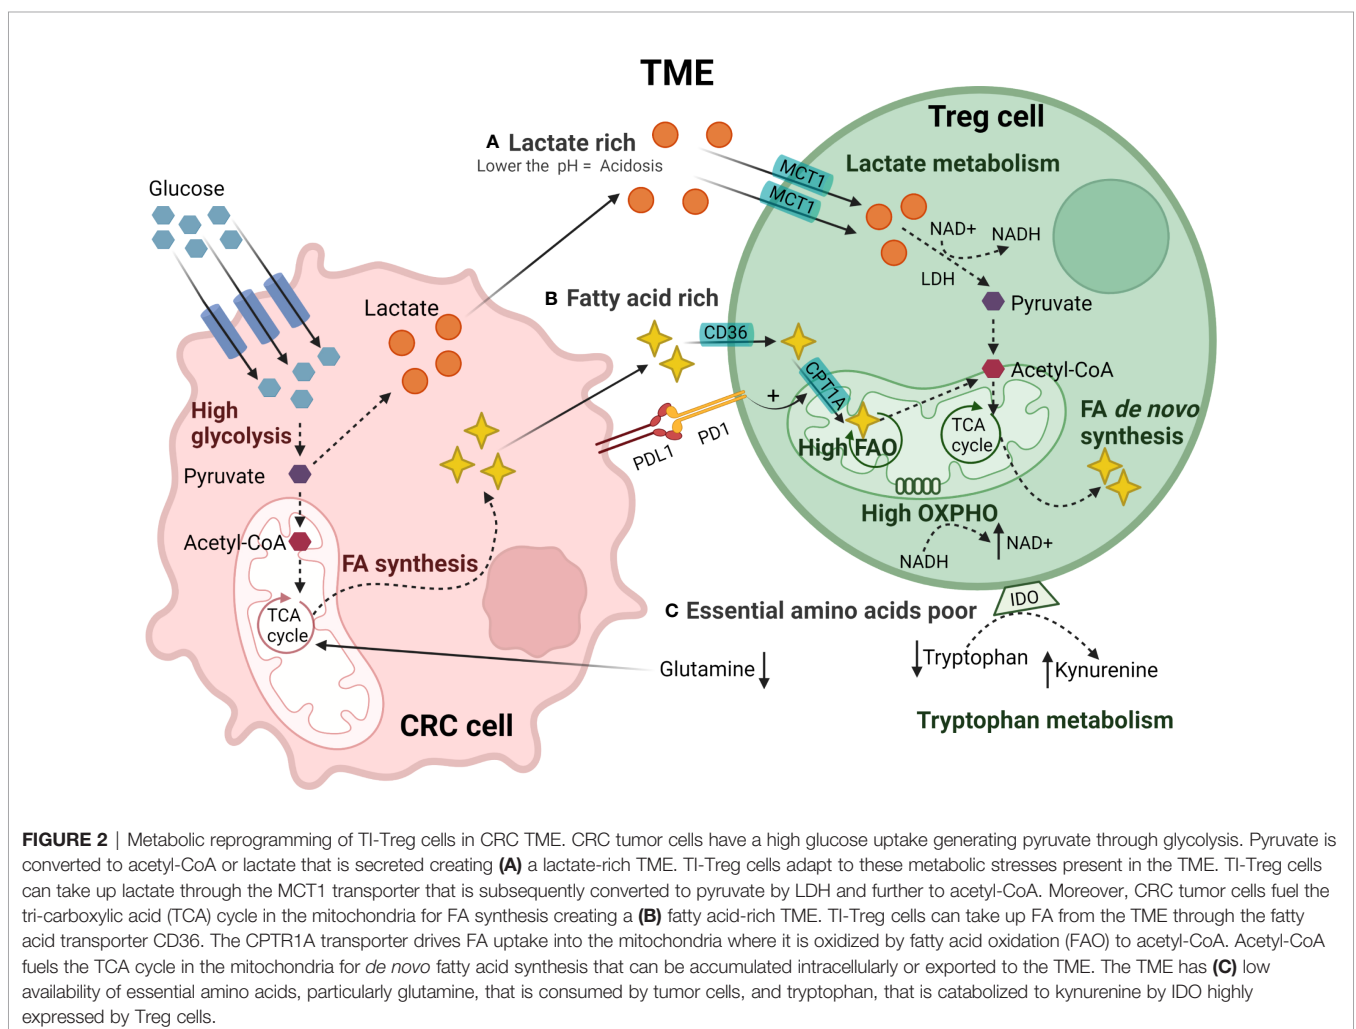 TME
Treg cell
A Lactate rich
Lower the pH = Acidosis
MCT1
MCT1
Lactate metabolism
NAD+
NADH
LDH
Pyruvate
Acetyl-CoA
Glucose
Lactate
High
glycolysis
Pyruvate
Acetyl-CoA
TCA
cycle
FA synthesis
CRC cell
B Fatty acid rich
CD36
CPT1A
+
PDL1
PD1
High FAO
TCA
cycle
FA de novo
synthesis
High OXPHO
NADH
NAD+
C Essential amino acids poor
IDO
Glutamine
Tryptophan
Kynurenine
Tryptophan metabolism
FIGURE 2 | Metabolic reprogramming of TI-Treg cells in CRC TME. CRC tumor cells have a high glucose uptake generating pyruvate through glycolysis. Pyruvate is
converted to acetyl-CoA or lactate that is secreted creating (A) a lactate-rich TME. TI-Treg cells adapt to these metabolic stresses present in the TME. TI-Treg cells
can take up lactate through the MCT1 transporter that is subsequently converted to pyruvate by LDH and further to acetyl-CoA. Moreover, CRC tumor cells fuel the
tri-carboxylic acid (TCA) cycle in the mitochondria for FA synthesis creating a (B) fatty acid-rich TME. TI-Treg cells can take up FA from the TME through the fatty
acid transporter CD36. The CPTR1A transporter drives FA uptake into the mitochondria where it is oxidized by fatty acid oxidation (FAO) to acetyl-CoA. Acetyl-CoA
fuels the TCA cycle in the mitochondria for de novo fatty acid synthesis that can be accumulated intracellularly or exported to the TME. The TME has (C) low
availability of essential amino acids, particularly glutamine, that is consumed by tumor cells, and tryptophan, that is catabolized to kynurenine by IDO highly
expressed by Treg cells.